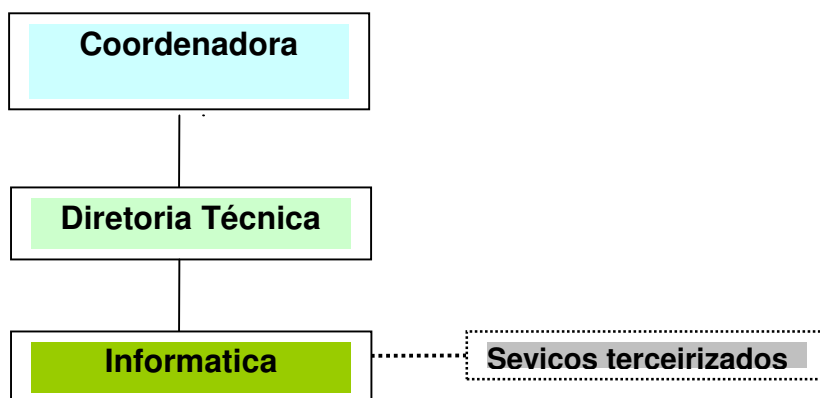 Coordenadora
Diretoria Técnica
Informatica
Sevicos terceirizados